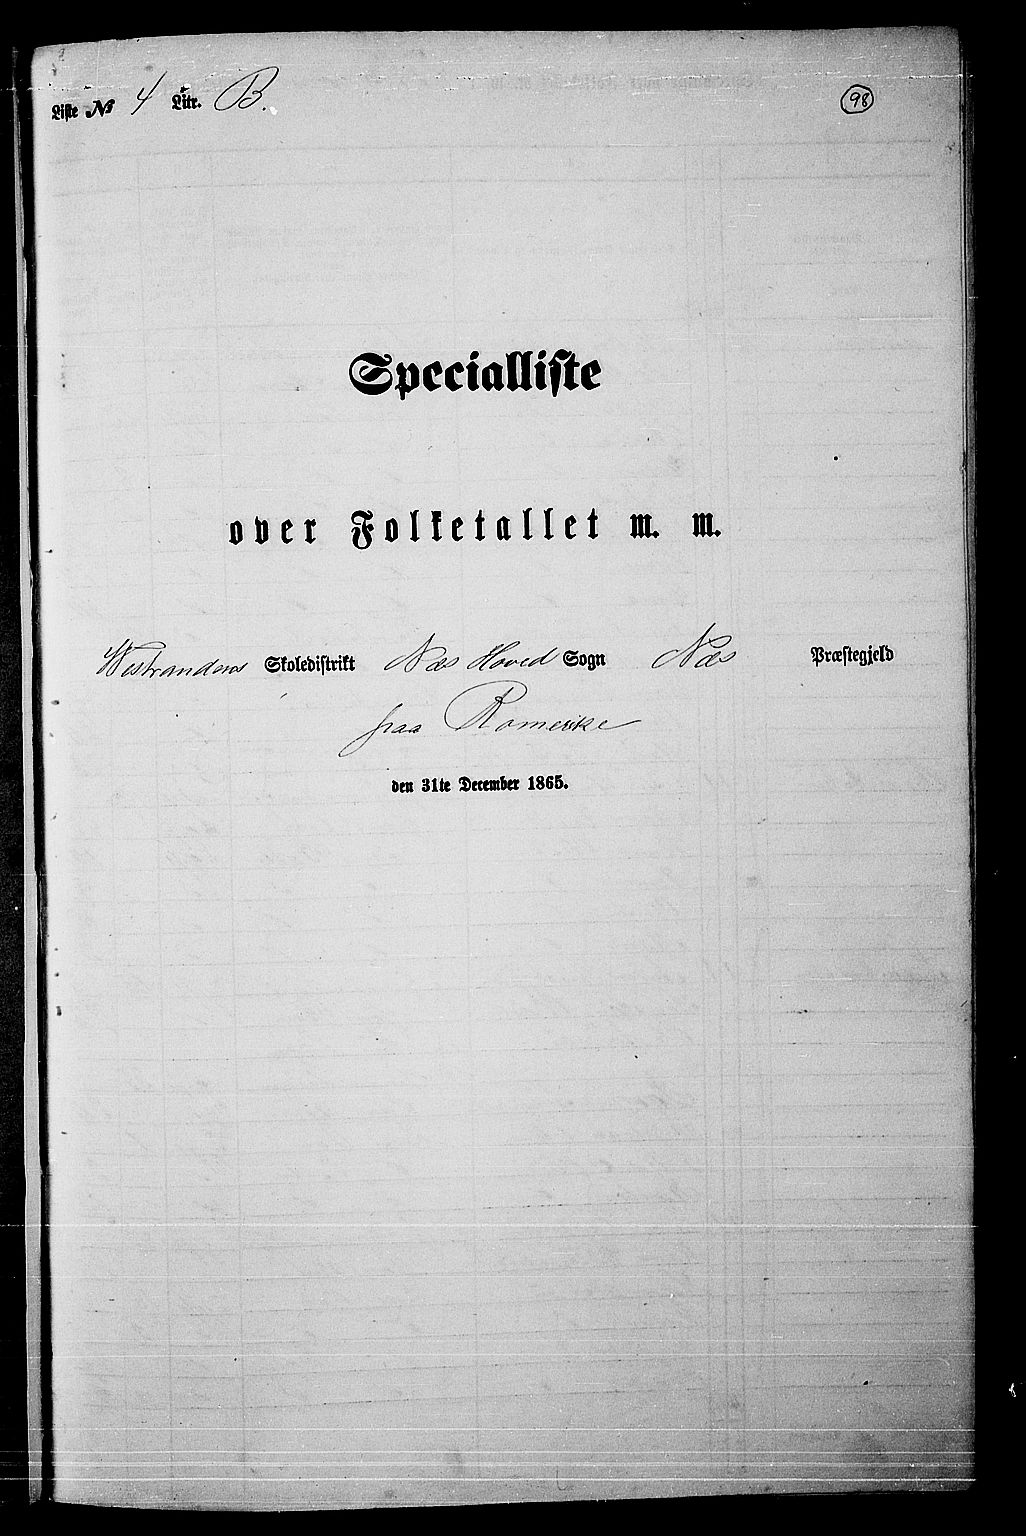 Liste № 4 Litr. B.
98
Specialliste
over Folketallet m. m.
Westrandens Skoledistrikt Næs Hoved Sogn Næs Præstegjeld
paa Romerike
den 31te December 1865.